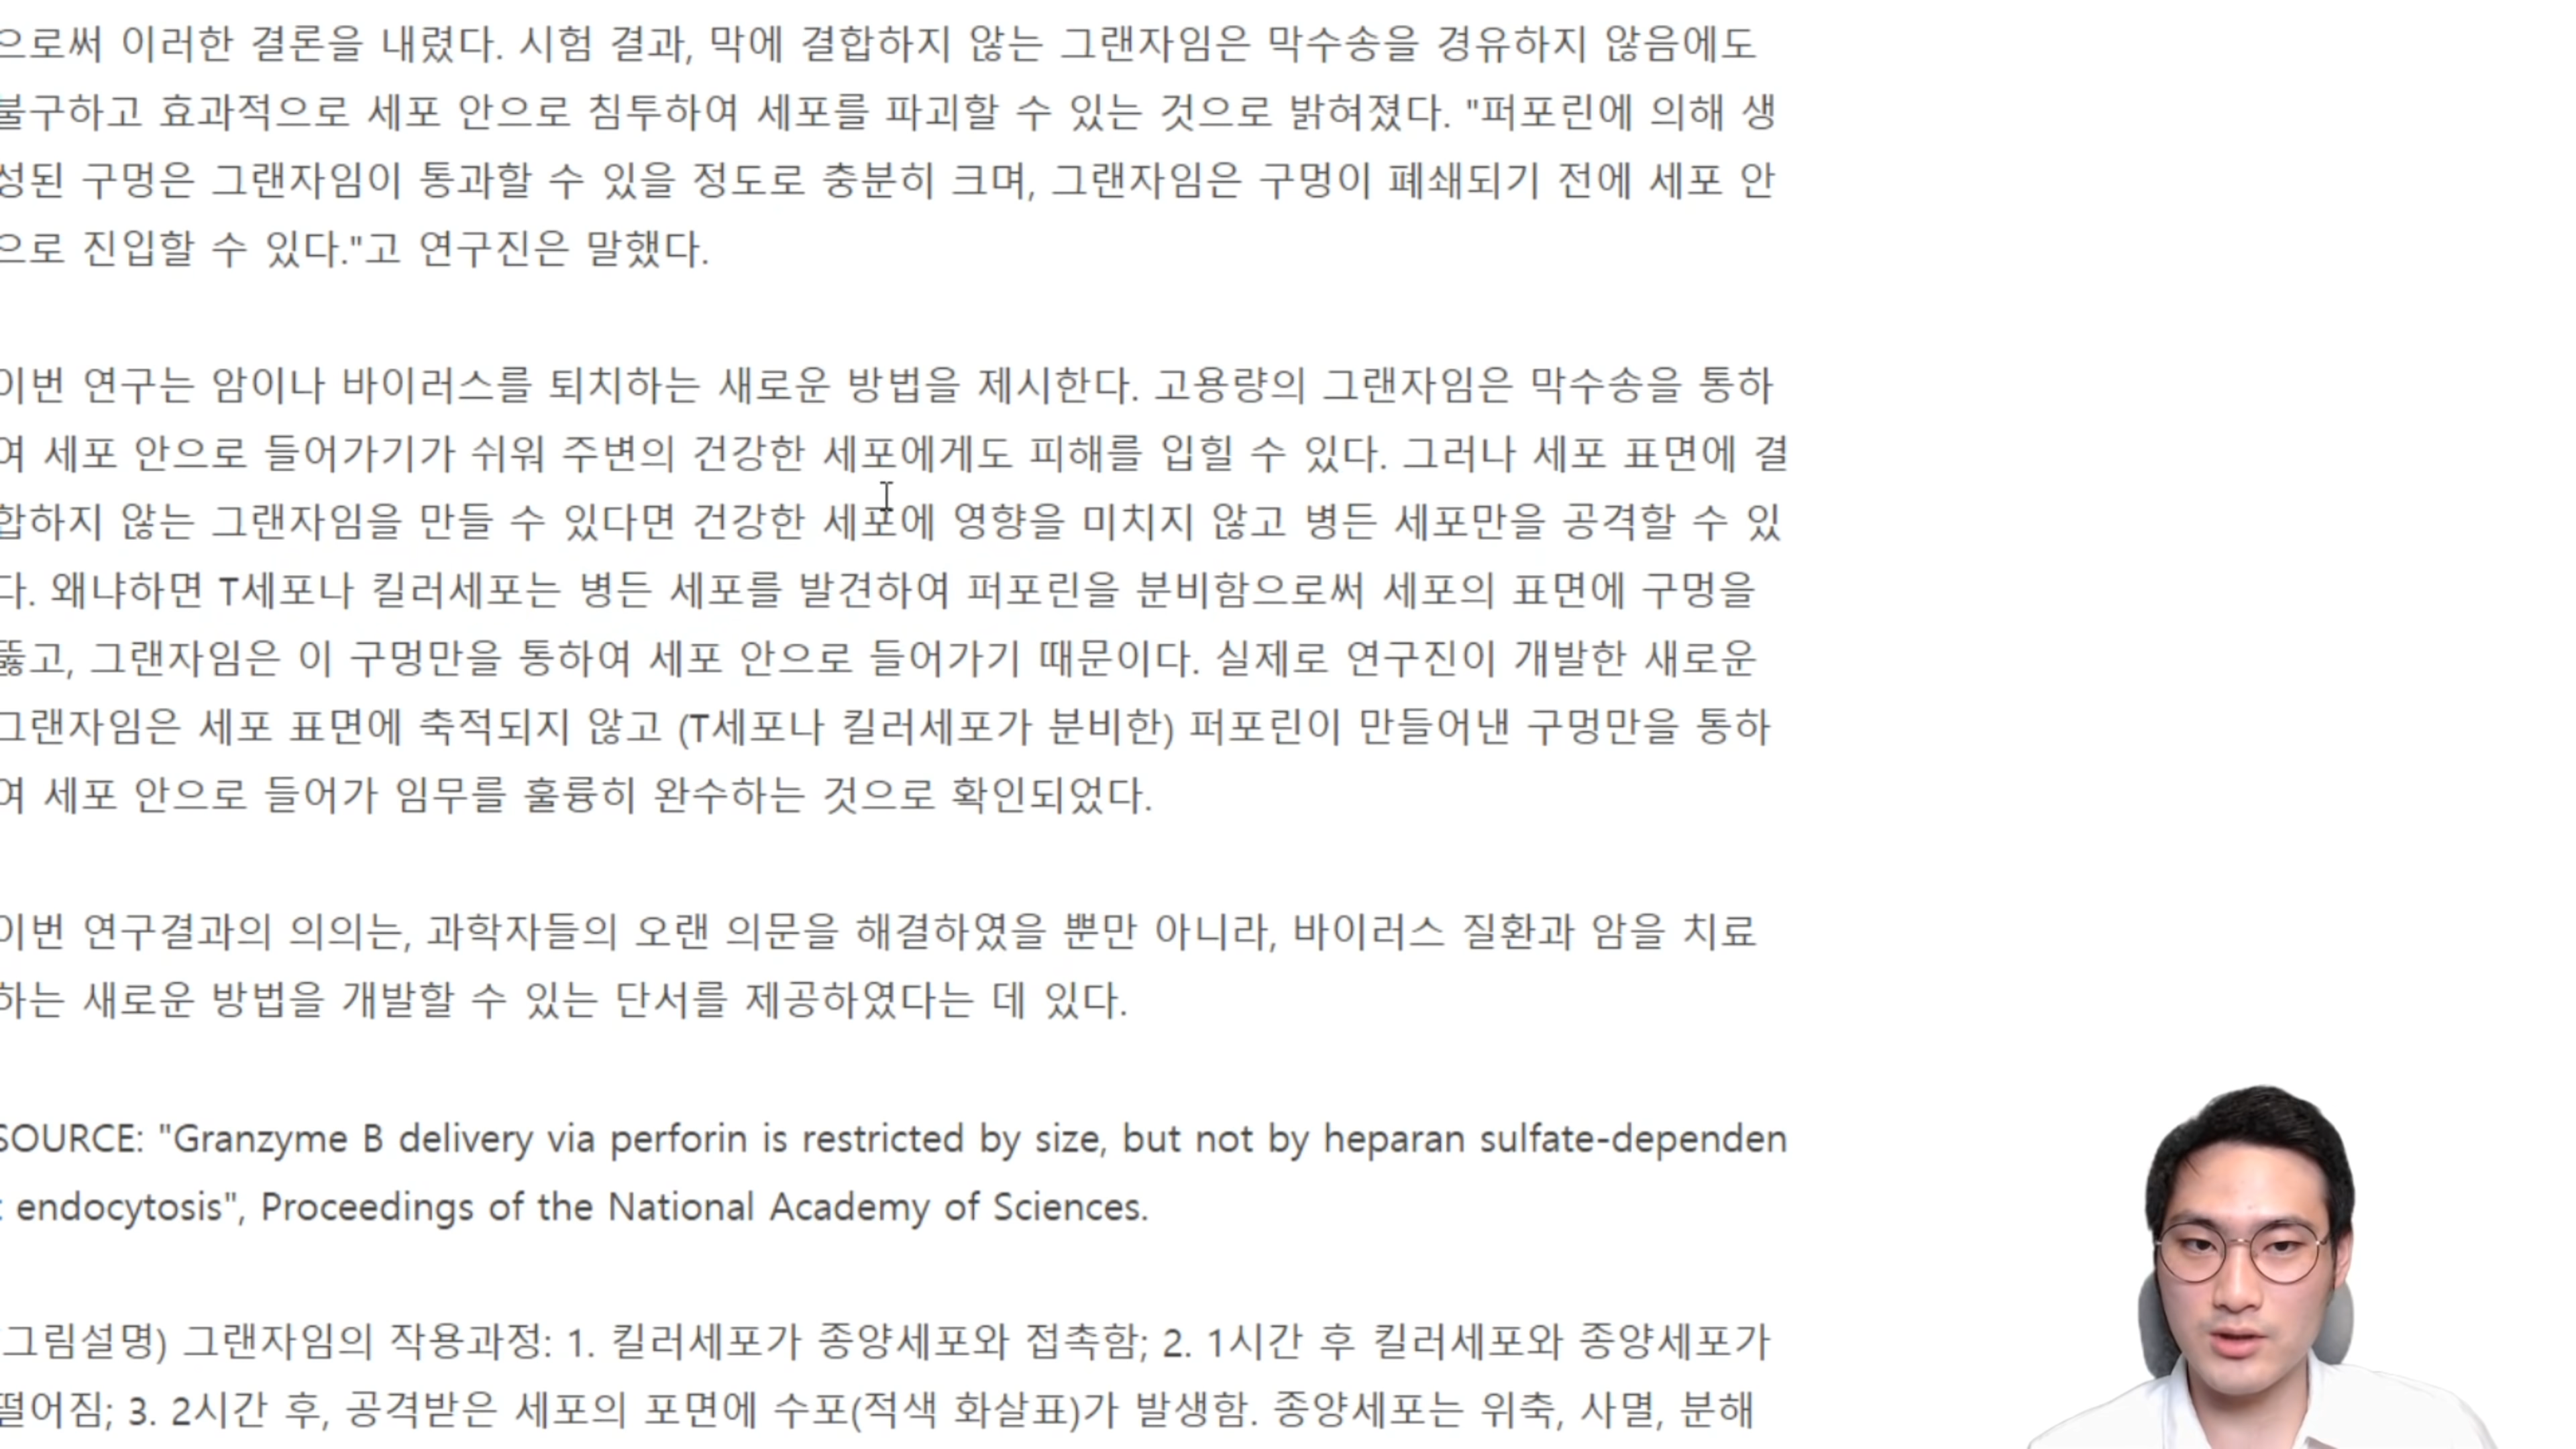 으로써 이러한 결론을 내렸다. 시험 결과, 막에 결합하지 않는 그랜자임은 막수송을 경유하지 않음에도
불구하고 효과적으로 세포 안으로 침투하여 세포를 파괴할 수 있는 것으로 밝혀졌다. "퍼포린에 의해 생
성된 구멍은 그랜자임이 통과할 수 있을 정도로 충분히 크며, 그랜자임은 구멍이 폐쇄되기 전에 세포 안
으로 진입할 수 있다."고 연구진은 말했다.
이번 연구는 암이나 바이러스를 퇴치하는 새로운 방법을 제시한다. 고용량의 그랜자임은 막수송을 통하
여 세포 안으로 들어가기가 쉬워 주변의 건강한 세포에게도 피해를 입힐 수 있다. 그러나 세포 표면에 결
합하지 않는 그랜자임을 만들 수 있다면 건강한 세포에 영향을 미치지 않고 병든 세포만을 공격할 수 있
다. 왜냐하면 T세포나 킬러세포는 병든 세포를 발견하여 퍼포린을 분비함으로써 세포의 표면에 구멍을
뚫고, 그랜자임은 이 구멍만을 통하여 세포 안으로 들어가기 때문이다. 실제로 연구진이 개발한 새로운
그랜자임은 세포 표면에 축적되지 않고 (T세포나 킬러세포가 분비한) 퍼포린이 만들어낸 구멍만을 통하
여 세포 안으로 들어가 임무를 훌륭히 완수하는 것으로 확인되었다.
이번 연구결과의 의의는, 과학자들의 오랜 의문을 해결하였을 뿐만 아니라, 바이러스 질환과 암을 치료
하는 새로운 방법을 개발할 수 있는 단서를 제공하였다는 데 있다.
SOURCE: "Granzyme B delivery via perforin is restricted by size, but not by heparan sulfate-dependen
t endocytosis", Proceedings of the National Academy of Sciences.
그림설명) 그랜자임의 작용과정: 1. 킬러세포가 종양세포와 접촉함; 2. 1시간 후 킬러세포와 종양세포가
떨어짐; 3. 2시간 후, 공격받은 세포의 포면에 수포(적색 화살표)가 발생함. 종양세포는 위축, 사멸, 분해